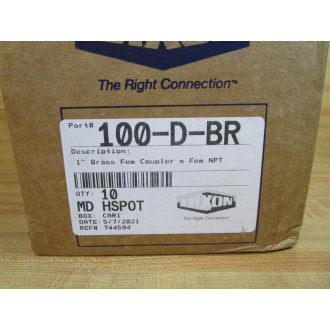 The Right Connection™
Part# 100-D-BR
Description:
1" Brass Fem Coupler x Fem NPT
QTY: 10
MD HSPOT
BOX: CAR1
DATE: 5/7/2021
REF# 744594
DIXON
The Right Connection